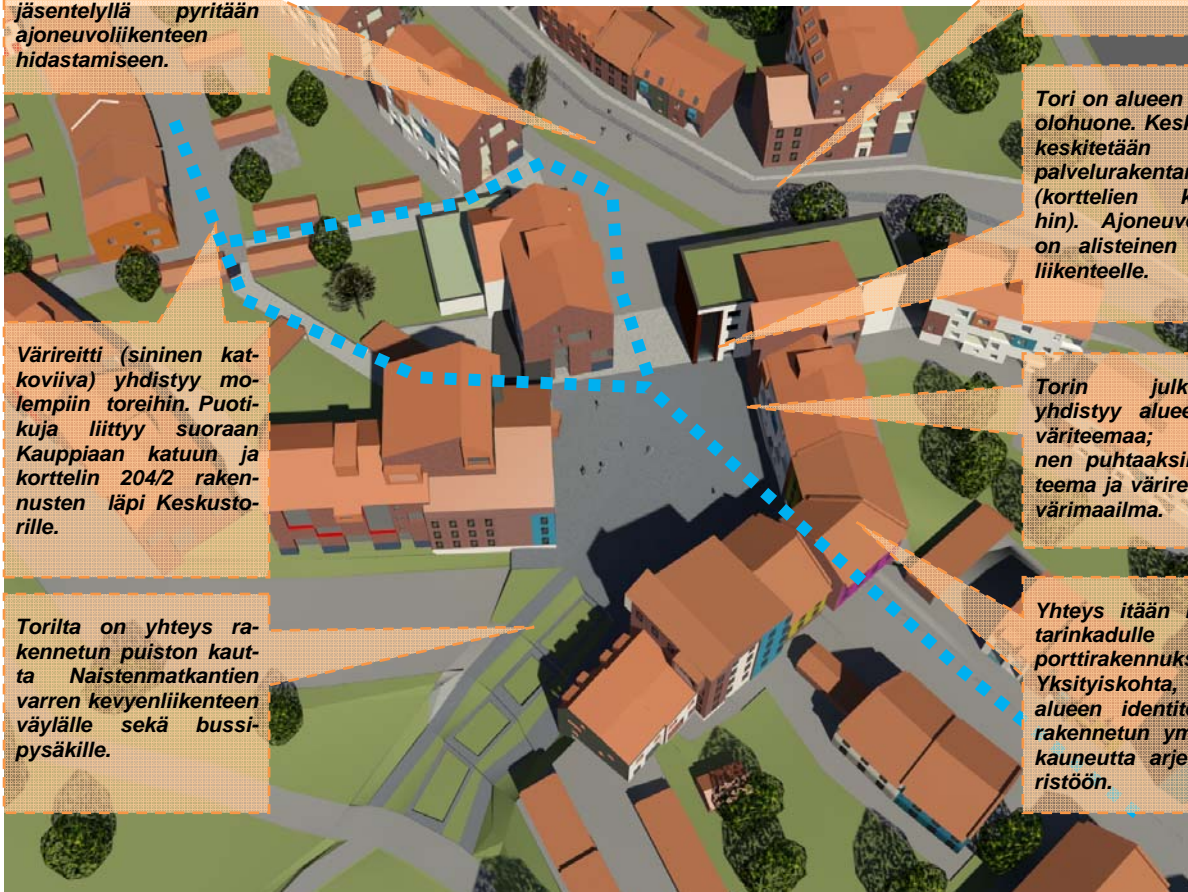 jäsentelyllä pyritään
ajoneuvoliikenteen
hidastamiseen.
Värireitti (sininen kat-
koviiva) yhdistyy mo-
lempiin toreihin. Puoti-
kuja liittyy suoraan
Kauppiaan katuun ja
korttelin 204/2 raken-
nusten läpi Keskusto-
rille.
Torilta on yhteys ra-
kennetun puiston kaut-
ta Naistenmatkantien
varren kevyenliikenteen
väylälle sekä bussi-
pysäkille.
Tori on alueen
olohuone. Kesk
keskitetään
palvelurakentam
(korttelien k
hin). Ajoneuvo
on alisteinen
liikenteelle.
Torin julk
yhdistyy aluee
väriteemaa;
nen puhtaaksi
teema ja värire
värimaailma.
Yhteys itään
tarinkadulle
porttirakennuks
Yksityiskohta,
alueen identite
rakennetun ym
kauneutta arje
ristöön.